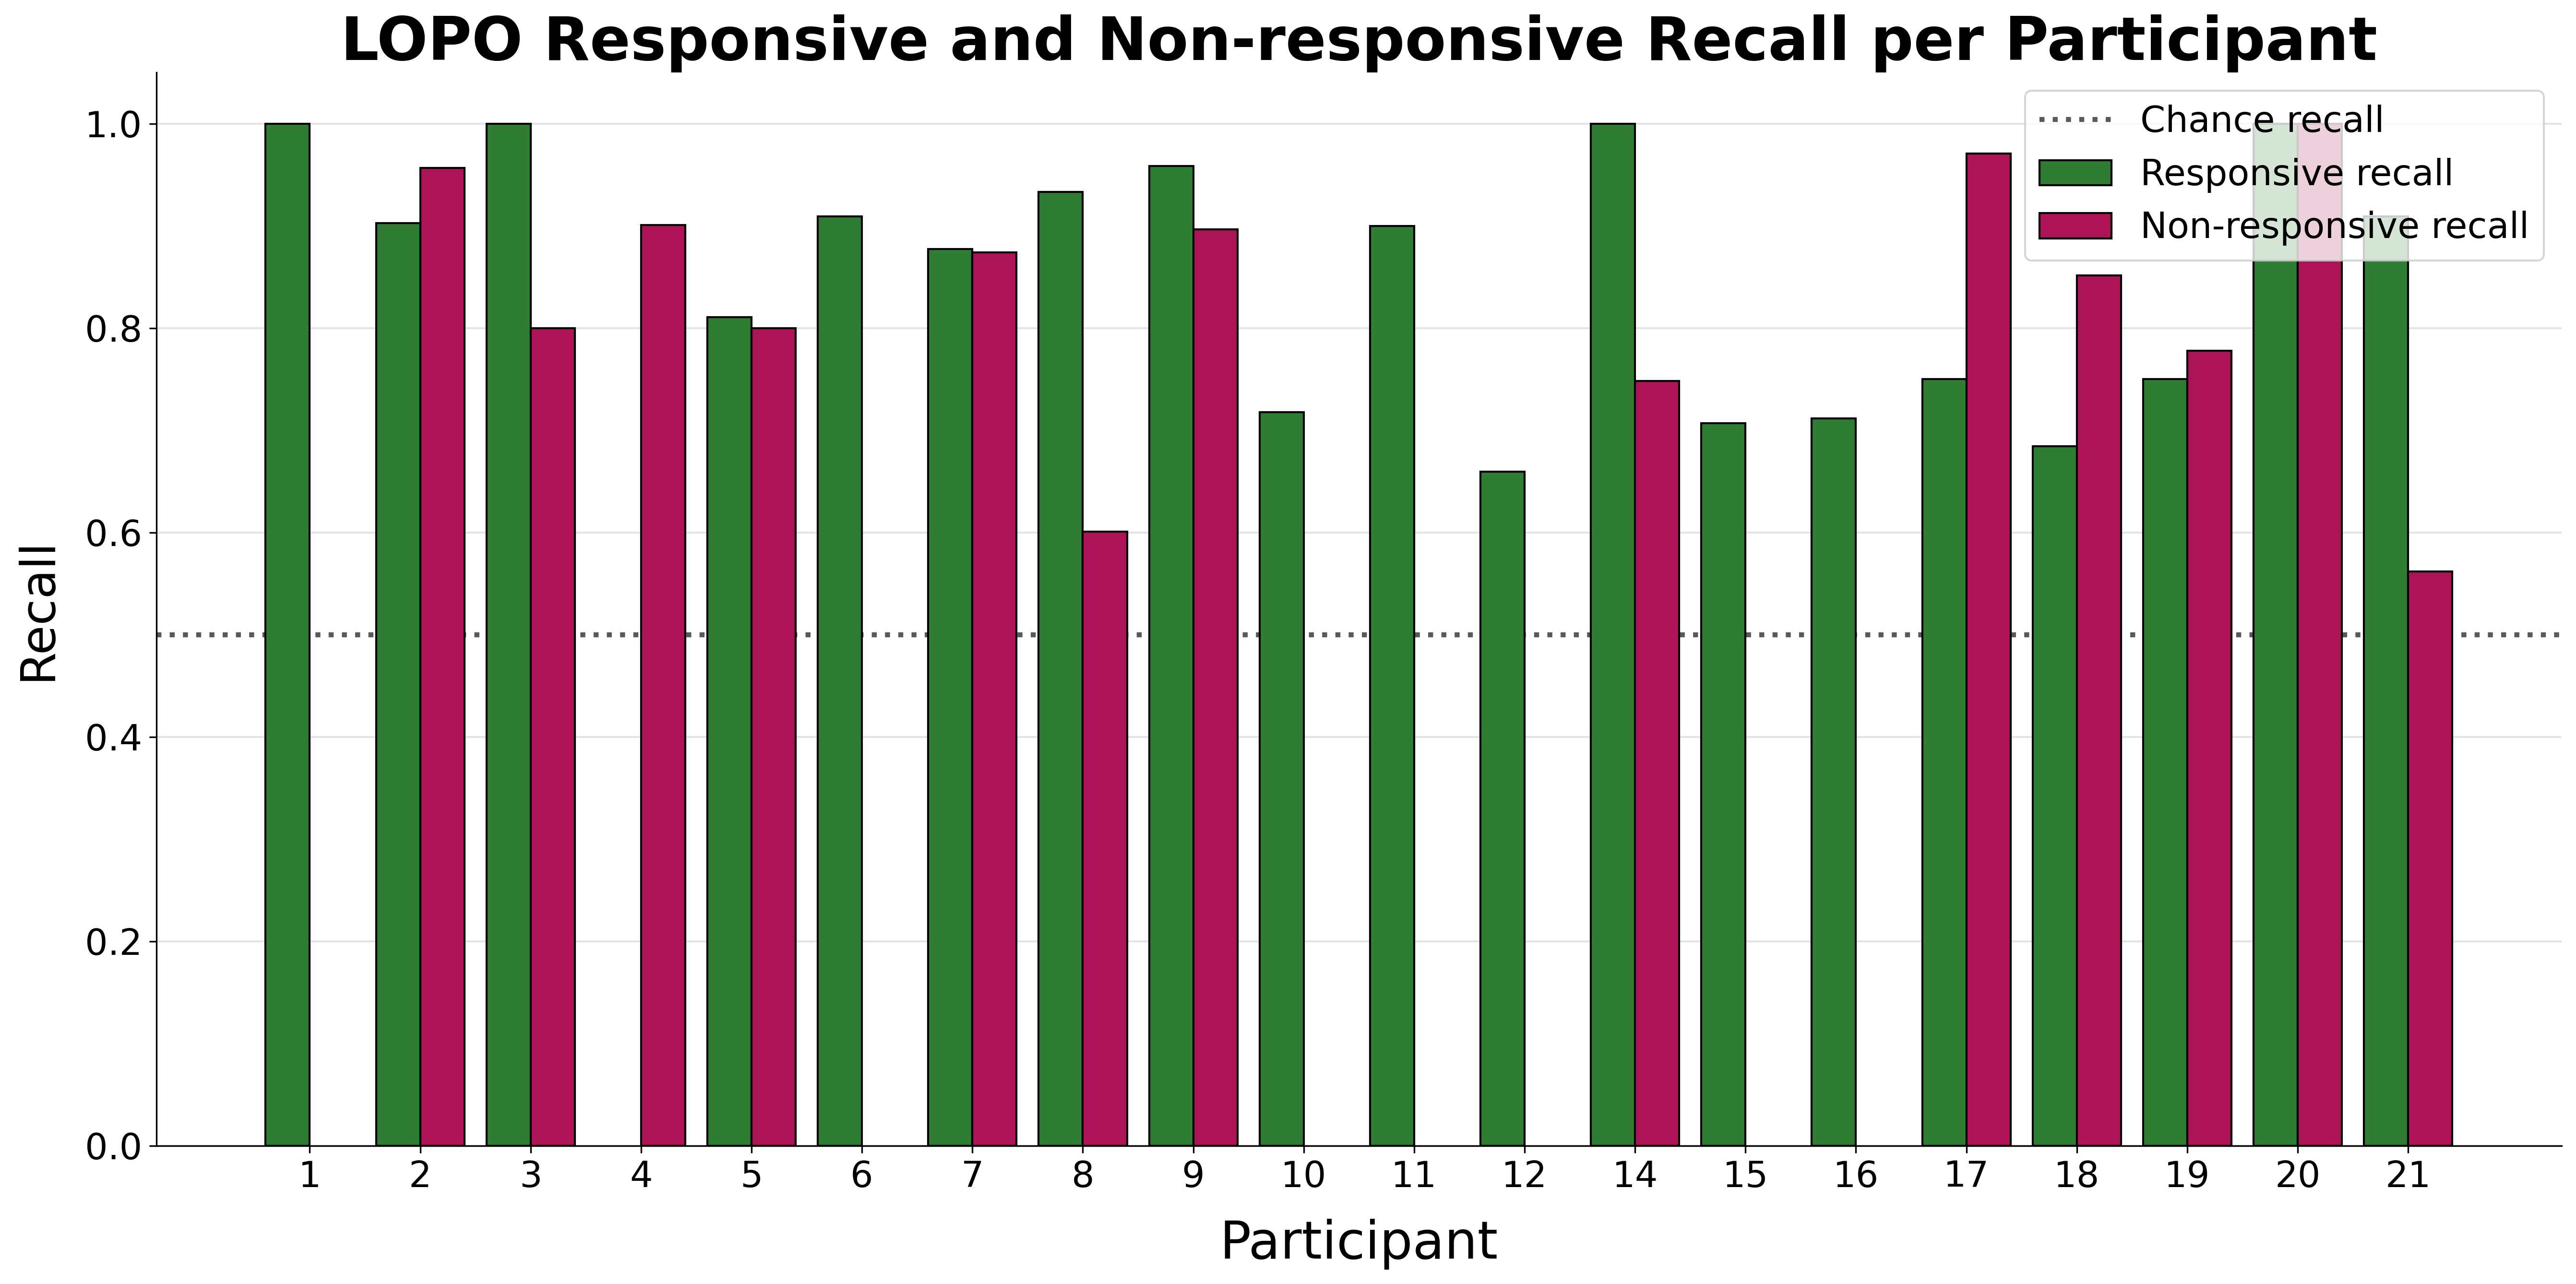 LOPO Responsive and Non-responsive Recall per Participant
Chance recall
Responsive recall
Non-responsive recall
1.0
0.8
0.6
0.4
0.2
0.0
Recall
1 2 3 4 5 6 7 8 9 10 11 12 14 15 16 17 18 19 20 21
Participant